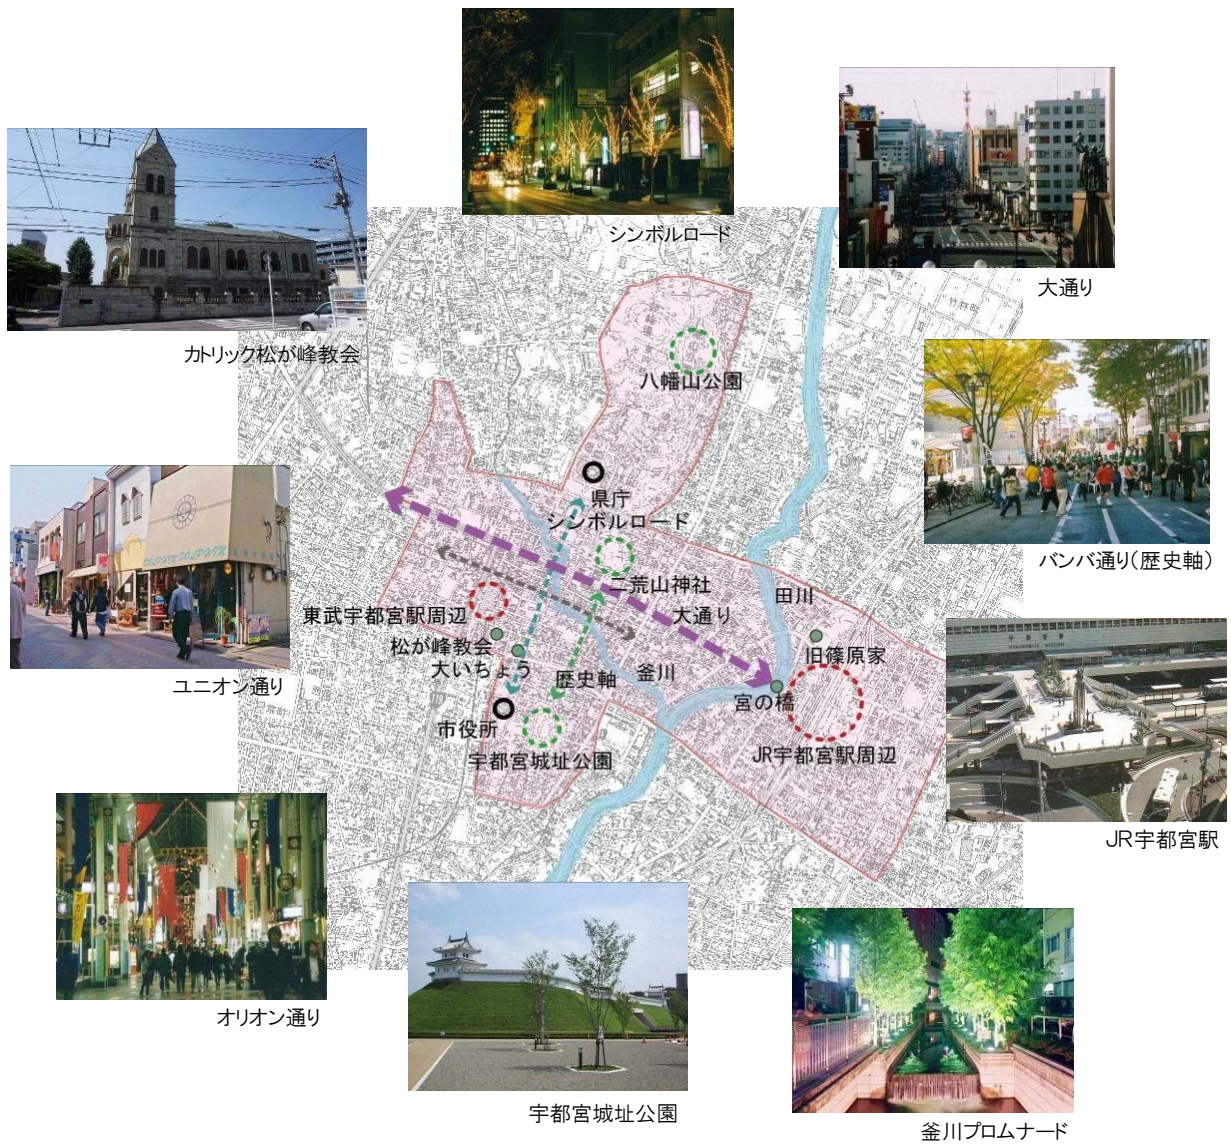 シンボルロード
大通り
カトリック松が峰教会
竹林町
八幡山公園
県庁
シンボルロード
バンバ通り(歴史軸)
二荒山神社
大通り
田川
東武宇都宮駅周辺
松が峰教会
大いちょう
旧篠原家
歴史軸
釜川
宮の橋
ユニオン通り
DOLPHIN DOLPHIN
市役所
宇都宮城址公園
JR宇都宮駅周辺
JR宇都宮駅
オリオン通り
宇都宮城址公園
釜川プロムナード